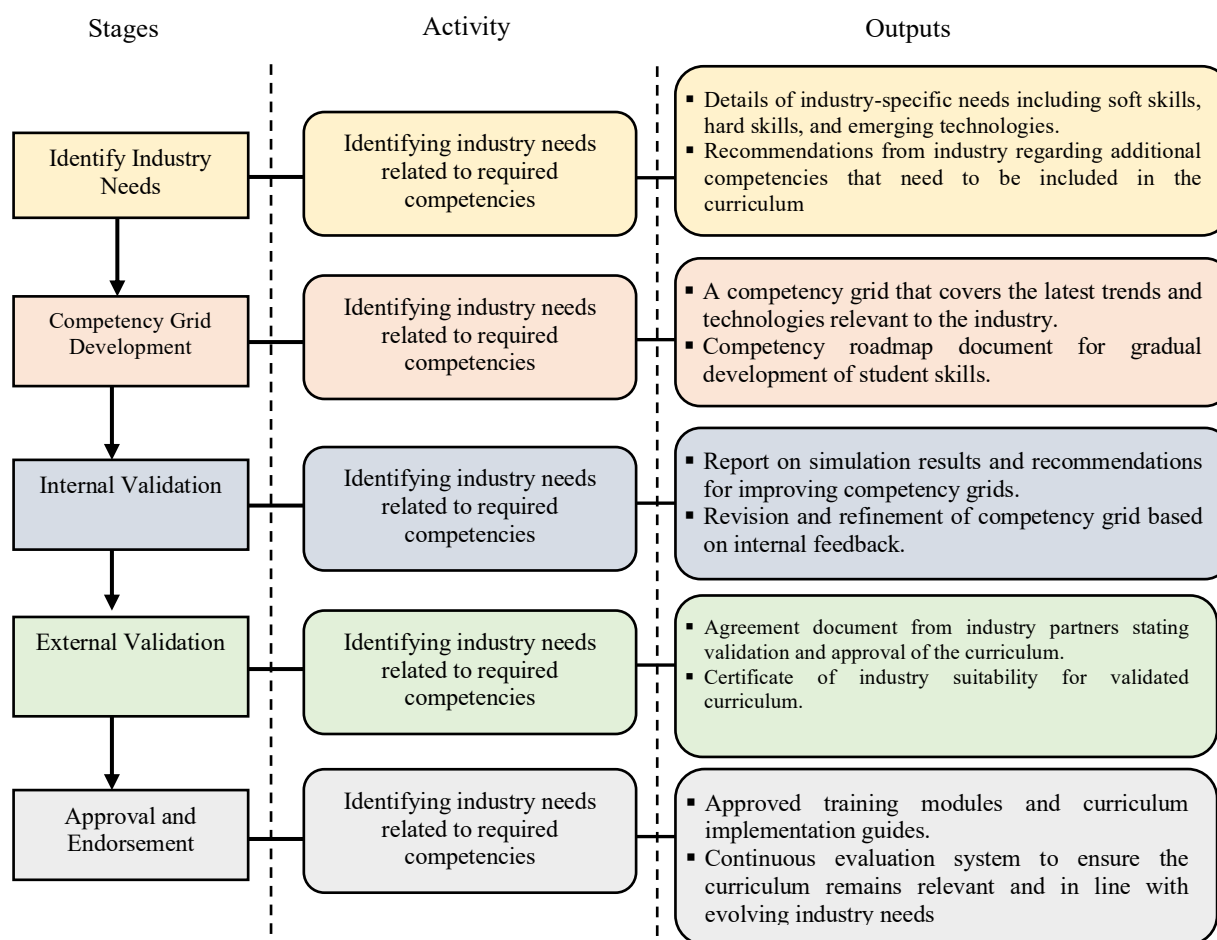 Stages
Activity
Outputs
Identify Industry
Needs
Identifying industry needs
related to required
competencies
▪ Details of industry-specific needs including soft skills,
hard skills, and emerging technologies.
▪ Recommendations from industry regarding additional
competencies that need to be included in the
curriculum
Competency Grid
Development
Identifying industry needs
related to required
competencies
▪ A competency grid that covers the latest trends and
technologies relevant to the industry.
▪ Competency roadmap document for gradual
development of student skills.
Internal Validation
Identifying industry needs
related to required
competencies
▪ Report on simulation results and recommendations
for improving competency grids.
▪ Revision and refinement of competency grid based
on internal feedback.
External Validation
Identifying industry needs
related to required
competencies
▪ Agreement document from industry partners stating
validation and approval of the curriculum.
▪ Certificate of industry suitability for validated
curriculum.
Approval and
Endorsement
Identifying industry needs
related to required
competencies
▪ Approved training modules and curriculum
implementation guides.
▪ Continuous evaluation system to ensure the
curriculum remains relevant and in line with
evolving industry needs